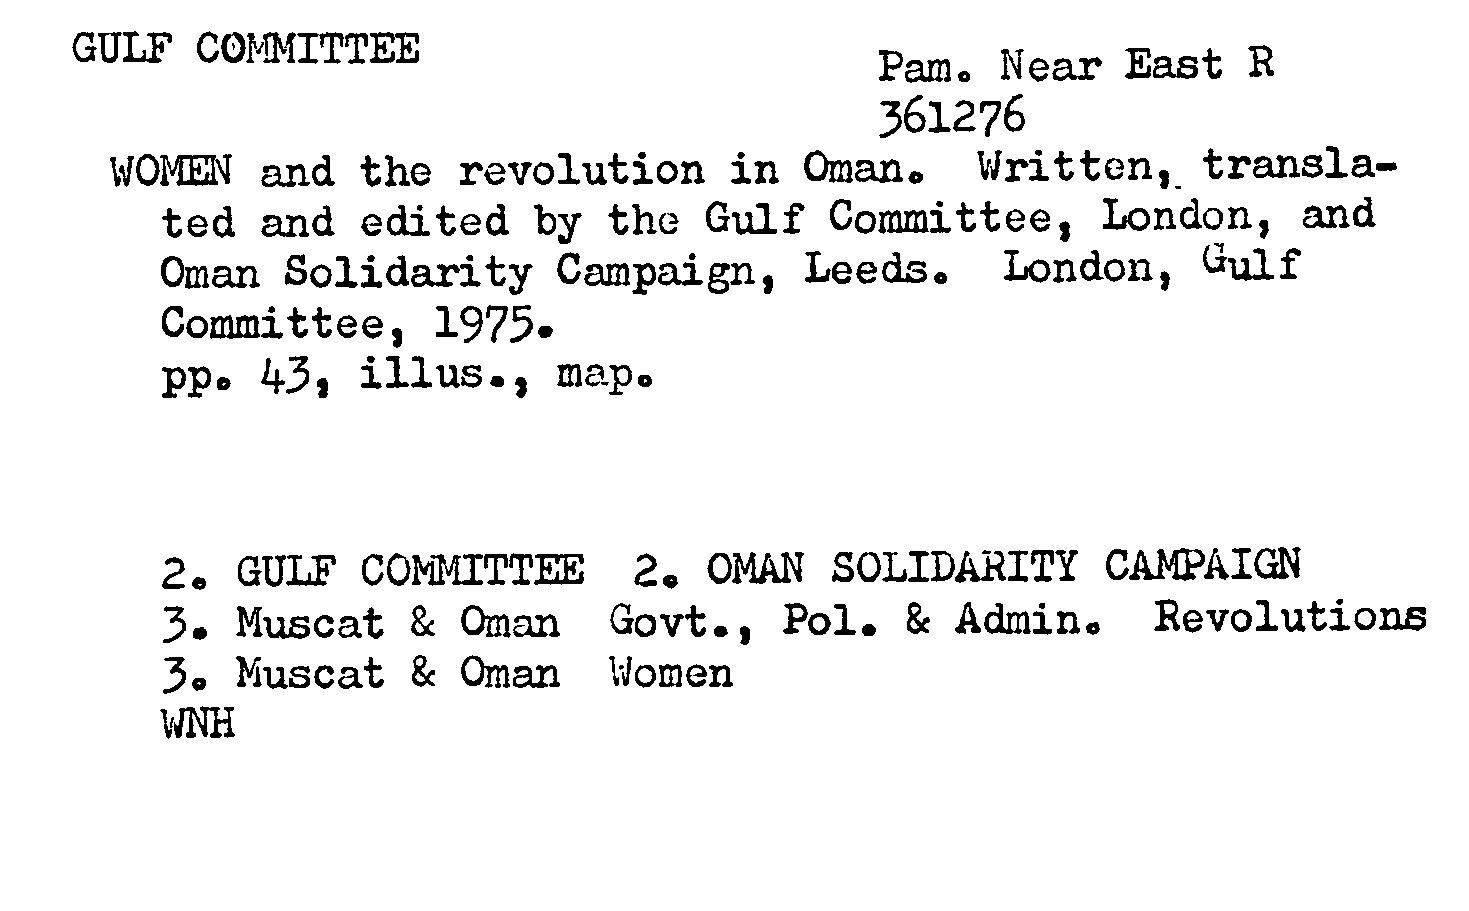 GULF COMMITTEE
Pam. Near East R
361276
WOMEN and the revolution in Oman. Written, transla-
ted and edited by the Gulf Committee, London, and
Oman Solidarity Campaign, Leeds. London, Gulf
Committee, 1975.
pp. 43, illus., map.
2. GULF COMMITTEE 2. OMAN SOLIDARITY CAMPAIGN
3. Muscat & Oman Govt., Pol. & Admin. Revolutions
3. Muscat & Oman Women
WNH